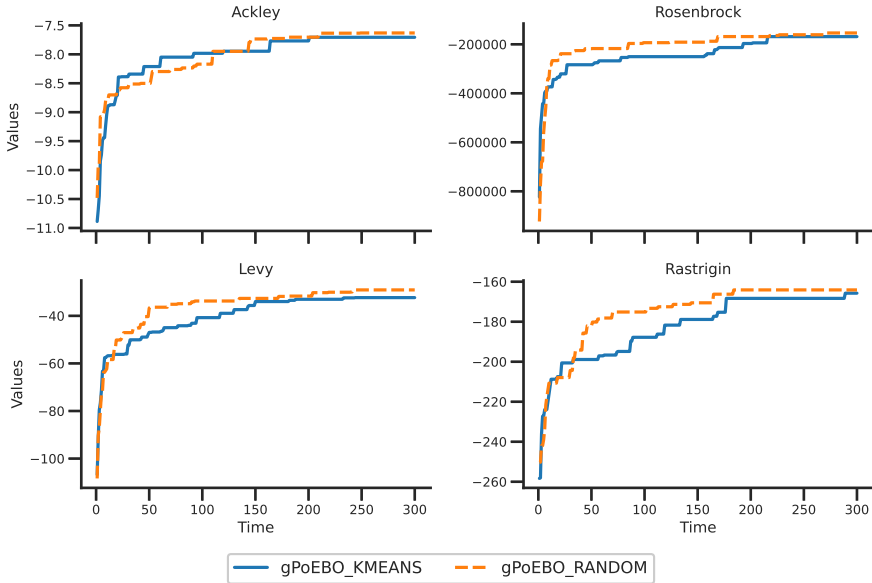 Ackley
Rosenbrock
Values
−7.5
−8.0
−8.5
−9.0
−9.5
−10.0
−10.5
−11.0
−200000
−400000
−600000
−800000
Levy
Rastrigin
Values
−40
−60
−80
−100
−160
−180
−200
−220
−240
−260
0 50 100 150 200 250 300
0 50 100 150 200 250 300
Time
Time
gPoEBO_KMEANS gPoEBO_RANDOM